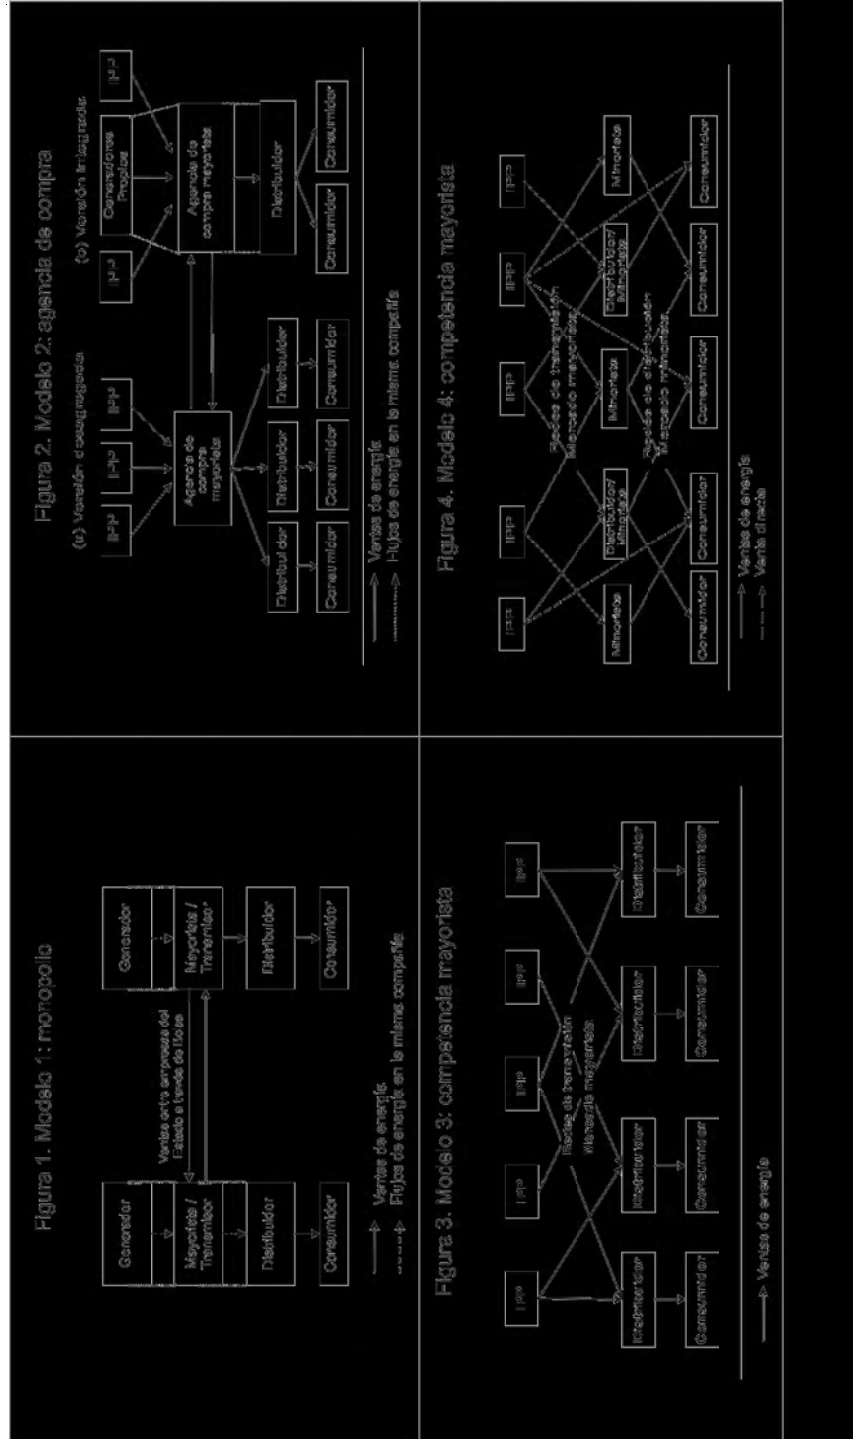 Figura 1. Modelo 1: monopolio
Generador
Mayorista /
Transmisor
Distribuidor
Consumidor
Ventas entre empresas del
Estado a través de líneas
Generador
Mayorista /
Transmisor
Distribuidor
Consumidor
Ventas de energía
Flujos de energía en la misma compañía
Figura 2. Modelo 2: agencia de compra
(a) Versión desagregada
IPP
IPP
IPP
Agencia de
compra
mayorista
Distribuidor
Distribuidor
Distribuidor
Consumidor
Consumidor
Consumidor
(b) Versión integrada
IPP
Generadores
Propios
IPP
Agencia de
compra mayorista
Distribuidor
Consumidor
Consumidor
Ventas de energía
Flujos de energía en la misma compañía
Figura 3. Modelo 3: competencia mayorista
IPP
IPP
IPP
IPP
IPP
Redes de transmisión
Mercado mayorista
Distribuidor
Distribuidor
Distribuidor
Distribuidor
Consumidor
Consumidor
Consumidor
Consumidor
Ventas de energía
Figura 4. Modelo 4: competencia mayorista
IPP
IPP
IPP
IPP
IPP
Redes de transmisión
Mercado mayorista
Minorista
Distribuidor/
Minorista
Minorista
Distribuidor/
Minorista
Minorista
Redes de distribución
Mercado minorista
Consumidor
Consumidor
Consumidor
Consumidor
Consumidor
Ventas de energía
Venta directa